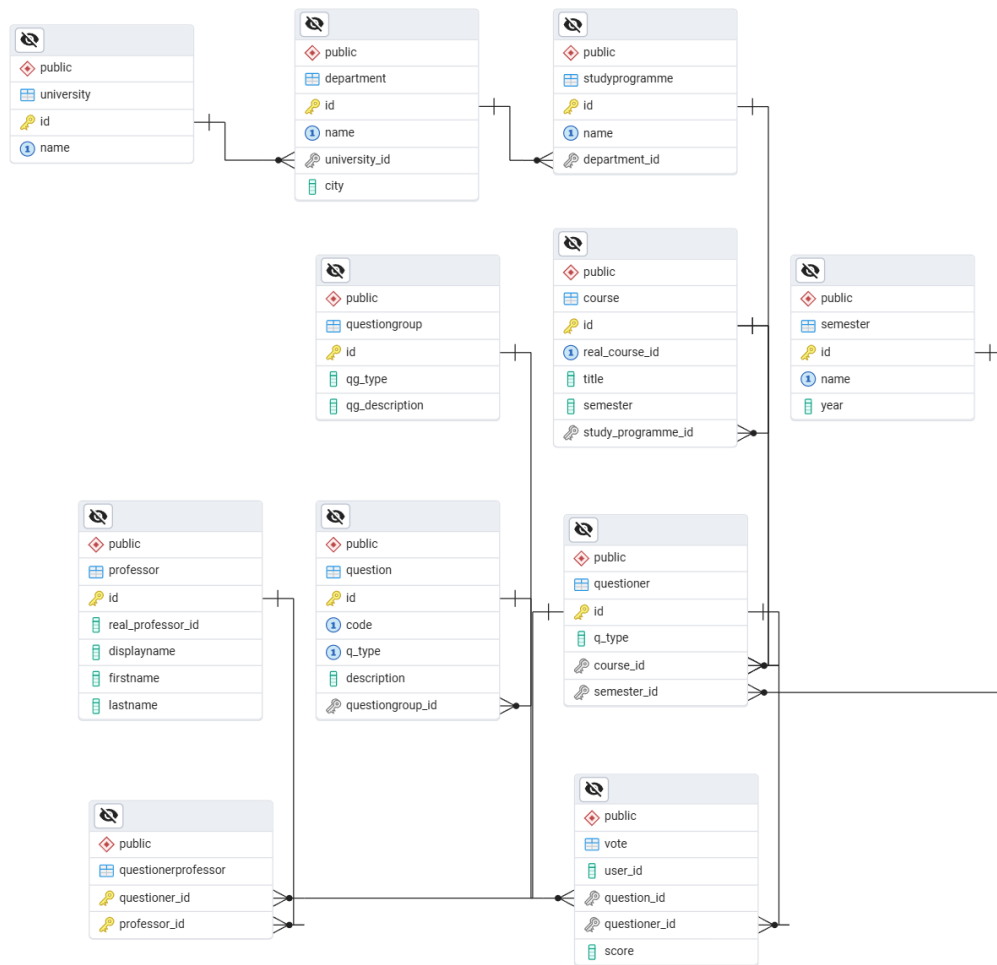 public
university
id
name
public
department
id
name
university_id
city
public
studyprogramme
id
name
department_id
public
questiongroup
id
qg_type
qg_description
public
course
id
real_course_id
title
semester
study_programme_id
public
semester
id
name
year
public
professor
id
real_professor_id
displayname
firstname
lastname
public
question
id
code
q_type
description
questiongroup_id
public
questioner
id
q_type
course_id
semester_id
public
questionerprofessor
questioner_id
professor_id
public
vote
user_id
question_id
questioner_id
score